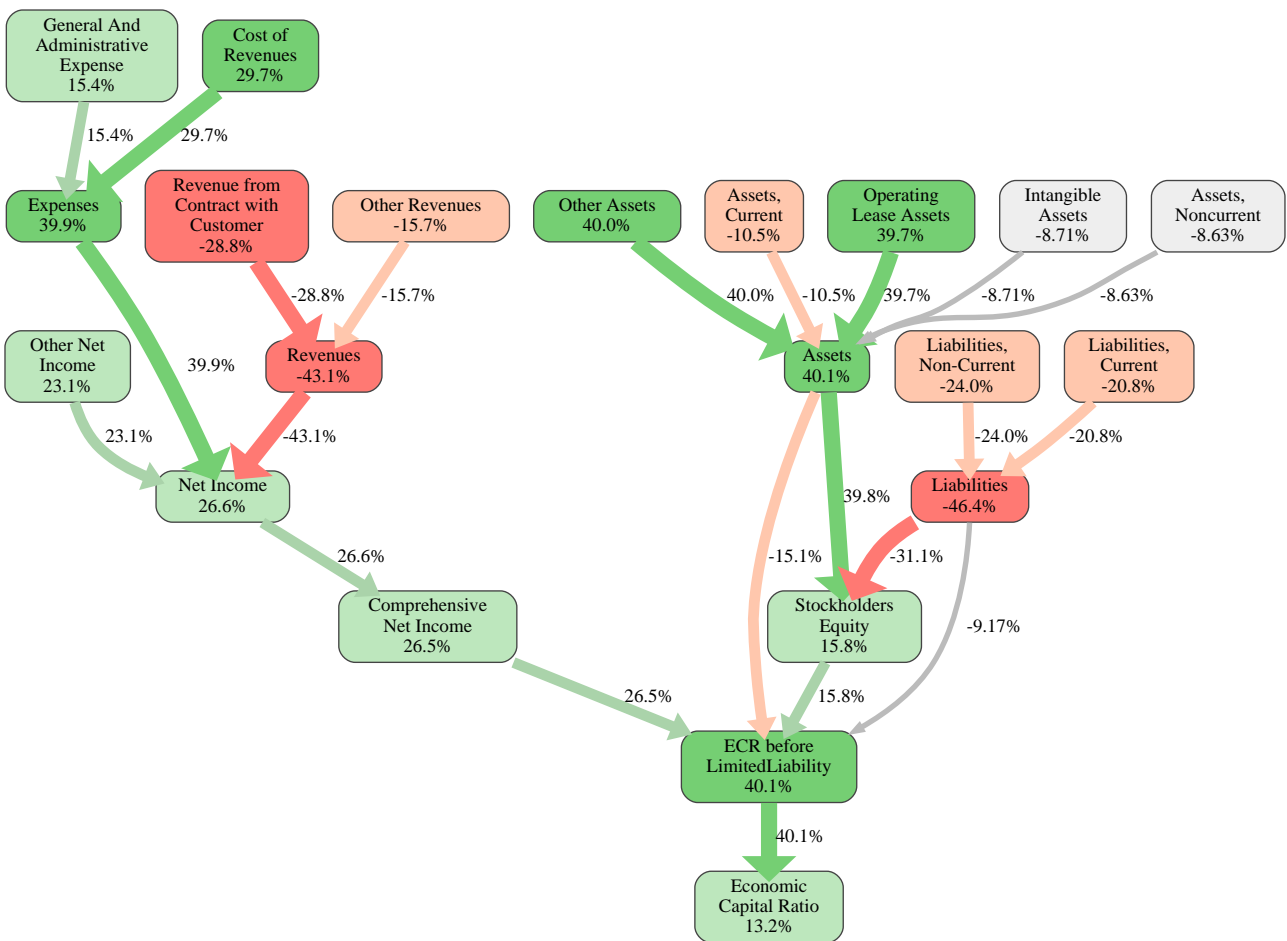 General And
Administrative
Expense
15.4%
Cost of
Revenues
29.7%
15.4%
29.7%
Expenses
39.9%
Revenue from
Contract with
Customer
-28.8%
Other Revenues
-15.7%
Other Assets
40.0%
Assets,
Current
-10.5%
Operating
Lease Assets
39.7%
Intangible
Assets
-8.71%
Assets,
Noncurrent
-8.63%
-28.8%
-15.7%
40.0%
-10.5%
39.7%
-8.71%
-8.63%
Other Net
Income
23.1%
39.9%
Revenues
-43.1%
Assets
40.1%
Liabilities,
Non-Current
-24.0%
Liabilities,
Current
-20.8%
23.1%
-43.1%
-24.0%
-20.8%
Net Income
26.6%
39.8%
Liabilities
-46.4%
26.6%
-15.1%
-31.1%
Comprehensive
Net Income
26.5%
Stockholders
Equity
15.8%
-9.17%
26.5%
15.8%
ECR before
LimitedLiability
40.1%
40.1%
Economic
Capital Ratio
13.2%